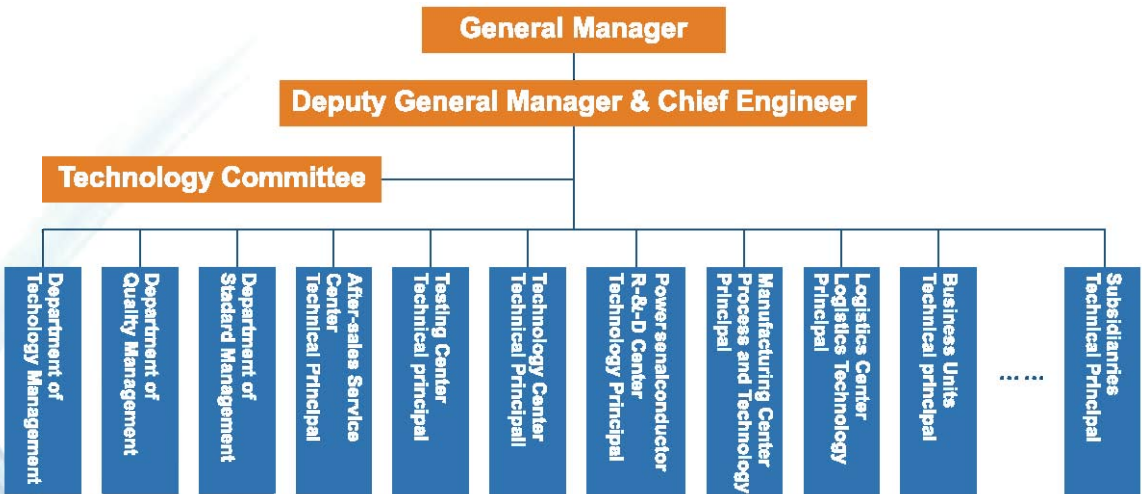 General Manager
Deputy General Manager & Chief Engineer
Technology Committee
Department of
Techology Management
Department of
Quality Management
Department of
Stadard Management
After-sales Service
Center
Technical Principal
Testing Center
Technical principal
Technology Center
Technical Principall
Powersenalconductor
R-&-D Center
Technology Principal
Manufacturing Center
Process and Technology
Principal
Logistics Center
Logistics Technology
Principal
Business Units
Technical principal
……
Subsidianries
Technical Principal